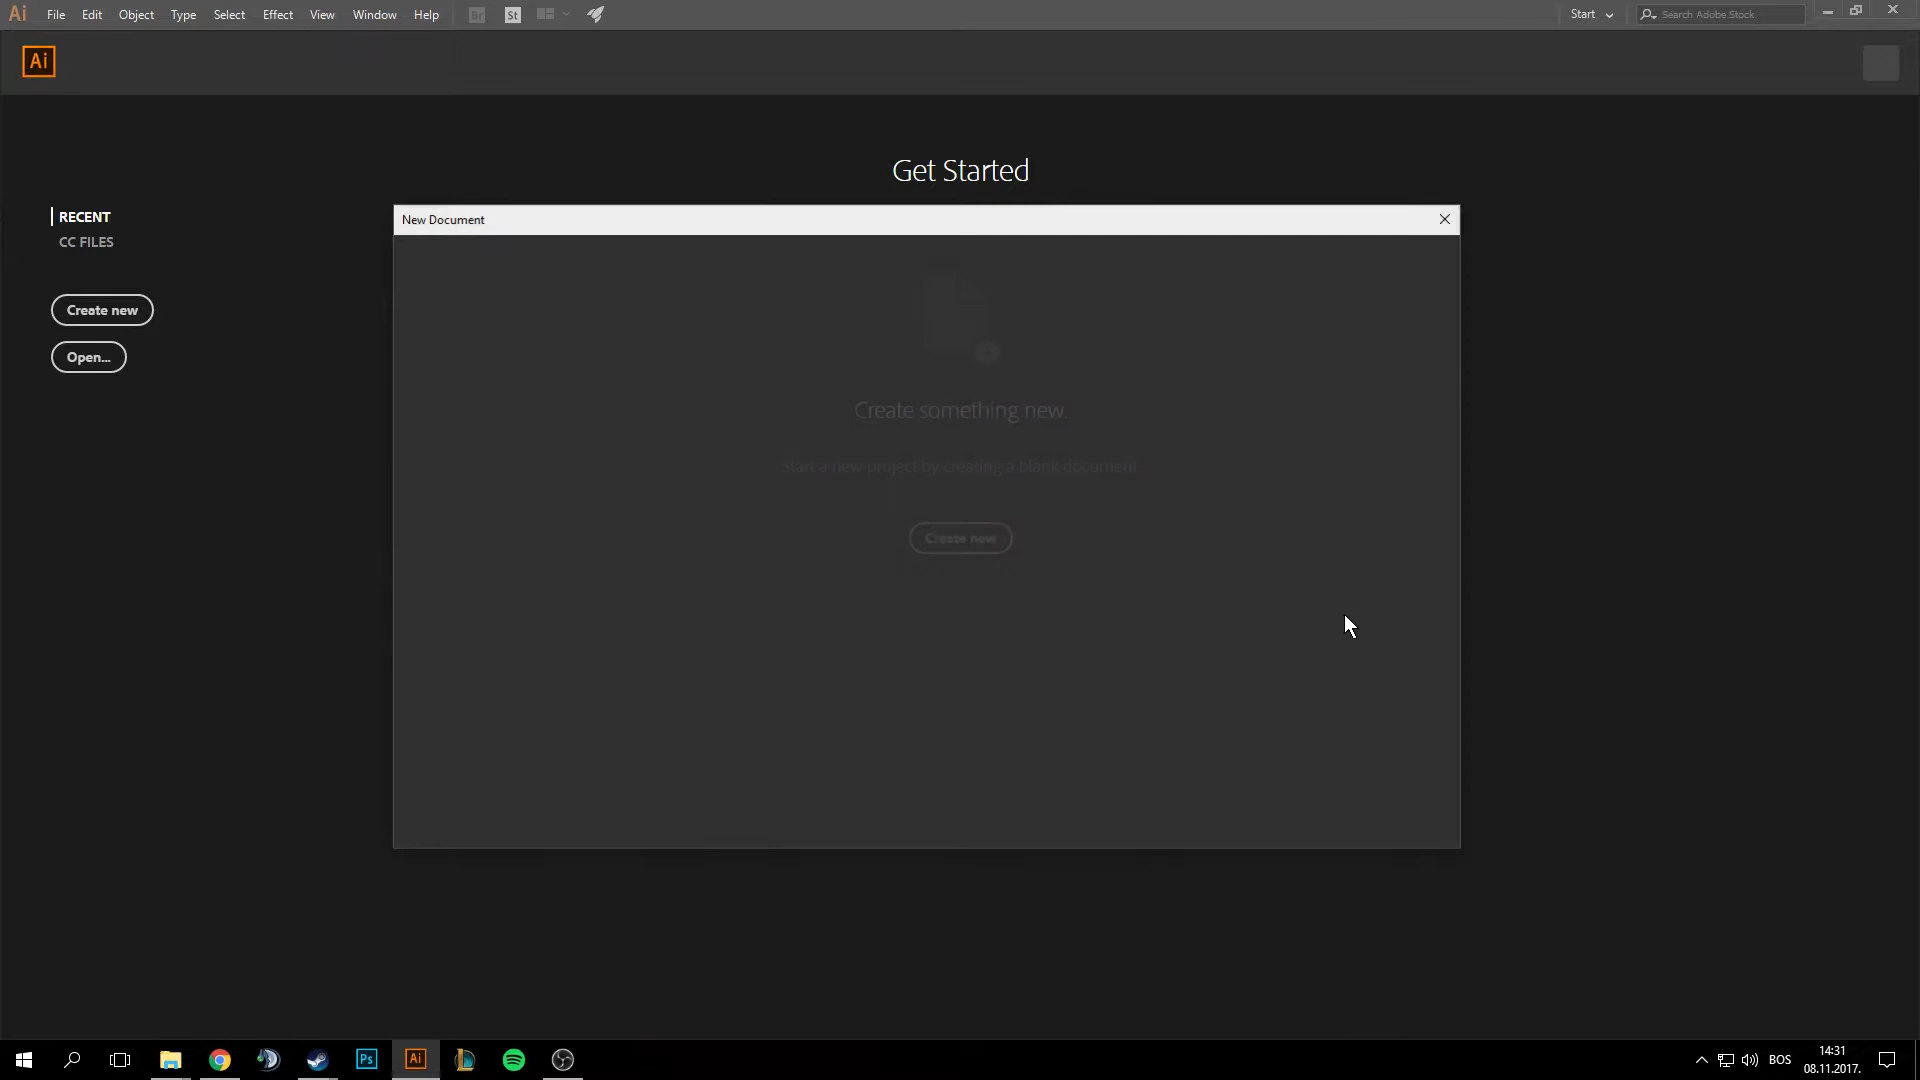 Ai File Edit Object Type Select Effect View Window Help Br St Start Search Adobe Stock
Ai
Get Started
RECENT
CC FILES
Create new
Open...
New Document
Create something new
Start a new project by creating a blank document
Create new
Ps Ai BOS 14:31
08.11.2017.